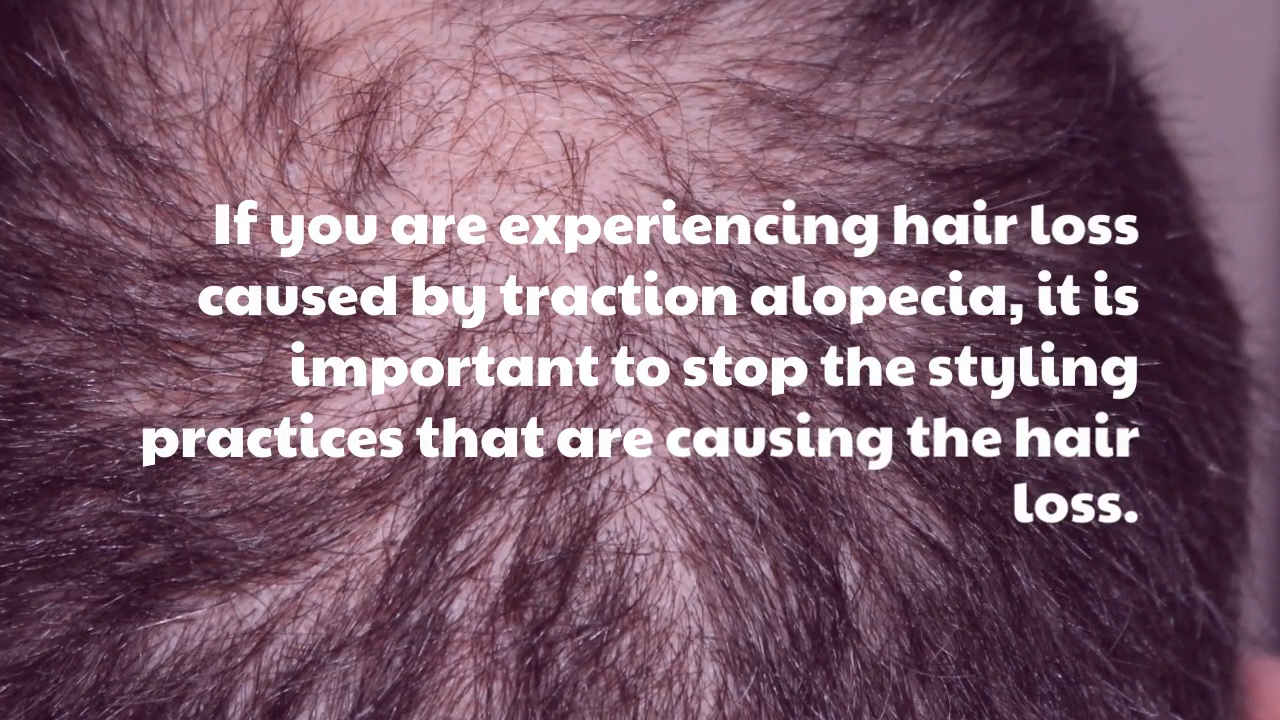 If you are experiencing hair loss
caused by traction alopecia, it is
important to stop the styling
practices that are causing the hair
loss.